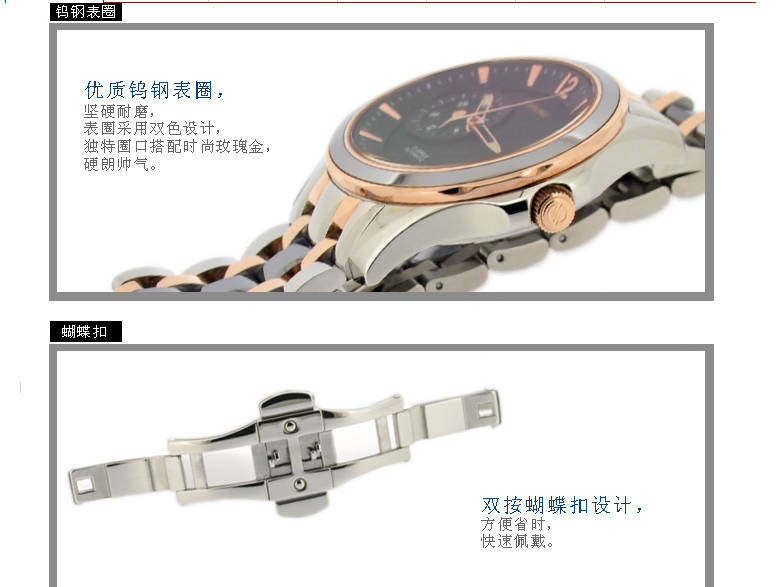 钨钢表圈
优质钨钢表圈，
坚硬耐磨，
表圈采用双色设计，
独特圈口搭配时尚玫瑰金，
硬朗帅气。
12
蝴蝶扣
双按蝴蝶扣设计，
方便省时，
快速佩戴。